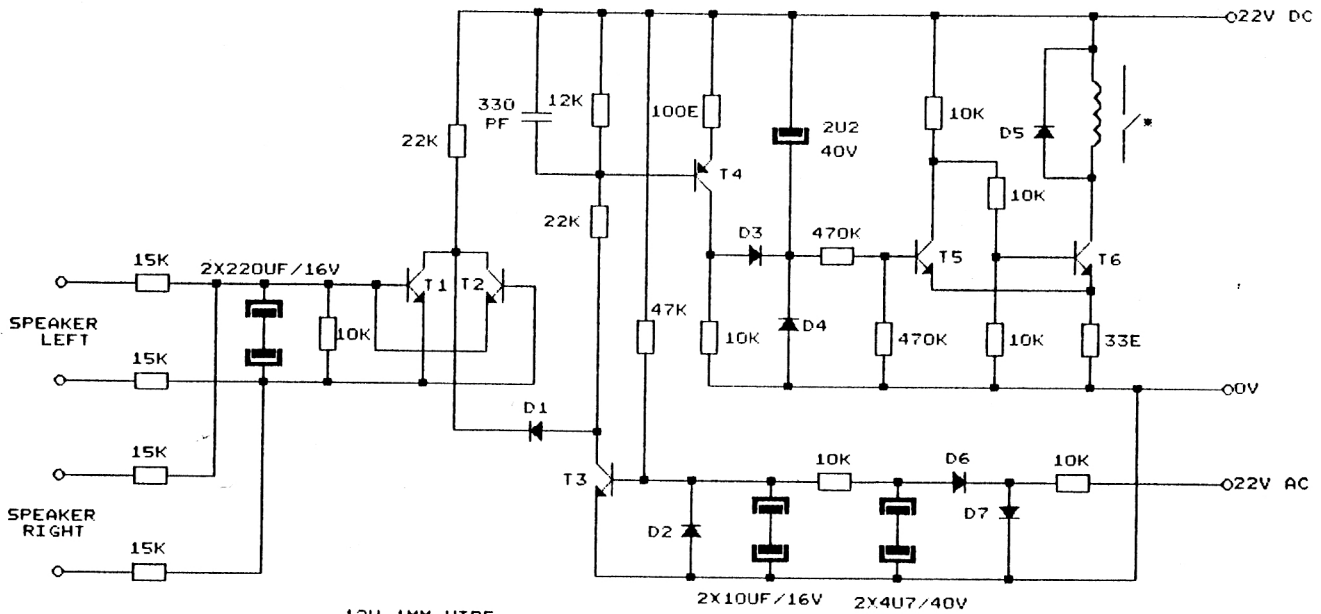 22V DC
330 PF
12K
100E
2U2 40V
10K
D5
*
22K
T4
22K
10K
D3
470K
T5
T6
15K
2X220UF/16V
T1
T2
SPEAKER LEFT
10K
47K
10K
D4
470K
10K
33E
15K
0V
D1
15K
T3
10K
D6
10K
22V AC
SPEAKER RIGHT
D2
D7
15K
2X10UF/16V
2X4U7/40V